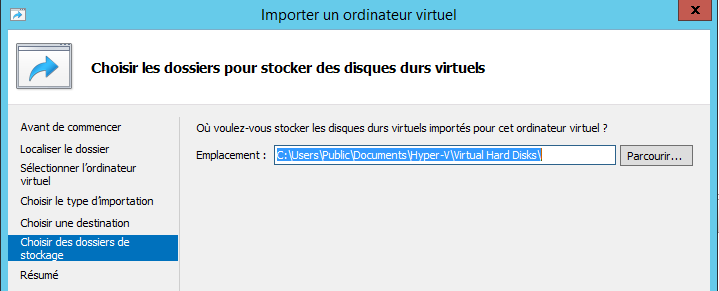 Importer un ordinateur virtuel
x
Choisir les dossiers pour stocker des disques durs virtuels
Avant de commencer
Localiser le dossier
Sélectionner l'ordinateur
virtuel
Choisir le type d'importation
Choisir une destination
Choisir des dossiers de
stockage
Résumé
Où voulez-vous stocker les disques durs virtuels importés pour cet ordinateur virtuel ?
Emplacement : C:\Users\Public\Documents\Hyper-V\Virtual Hard Disks\ Parcourir...